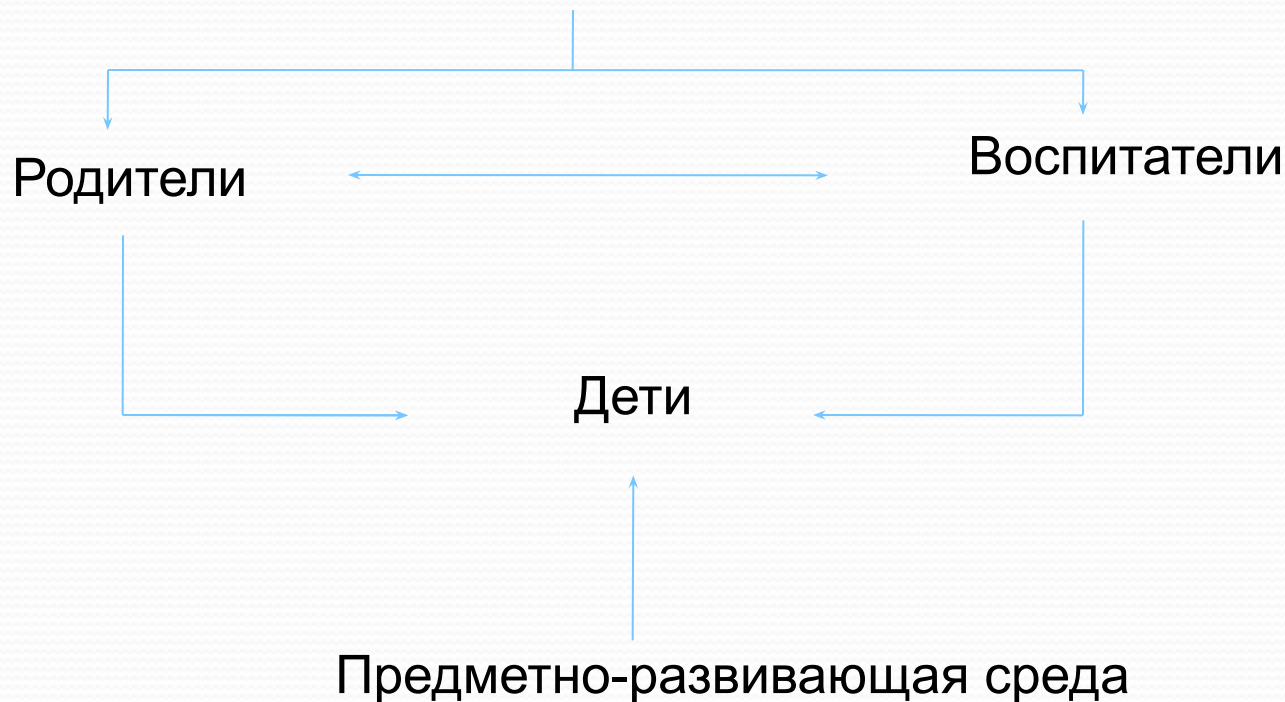 Родители
Воспитатели
Дети
Предметно-развивающая среда